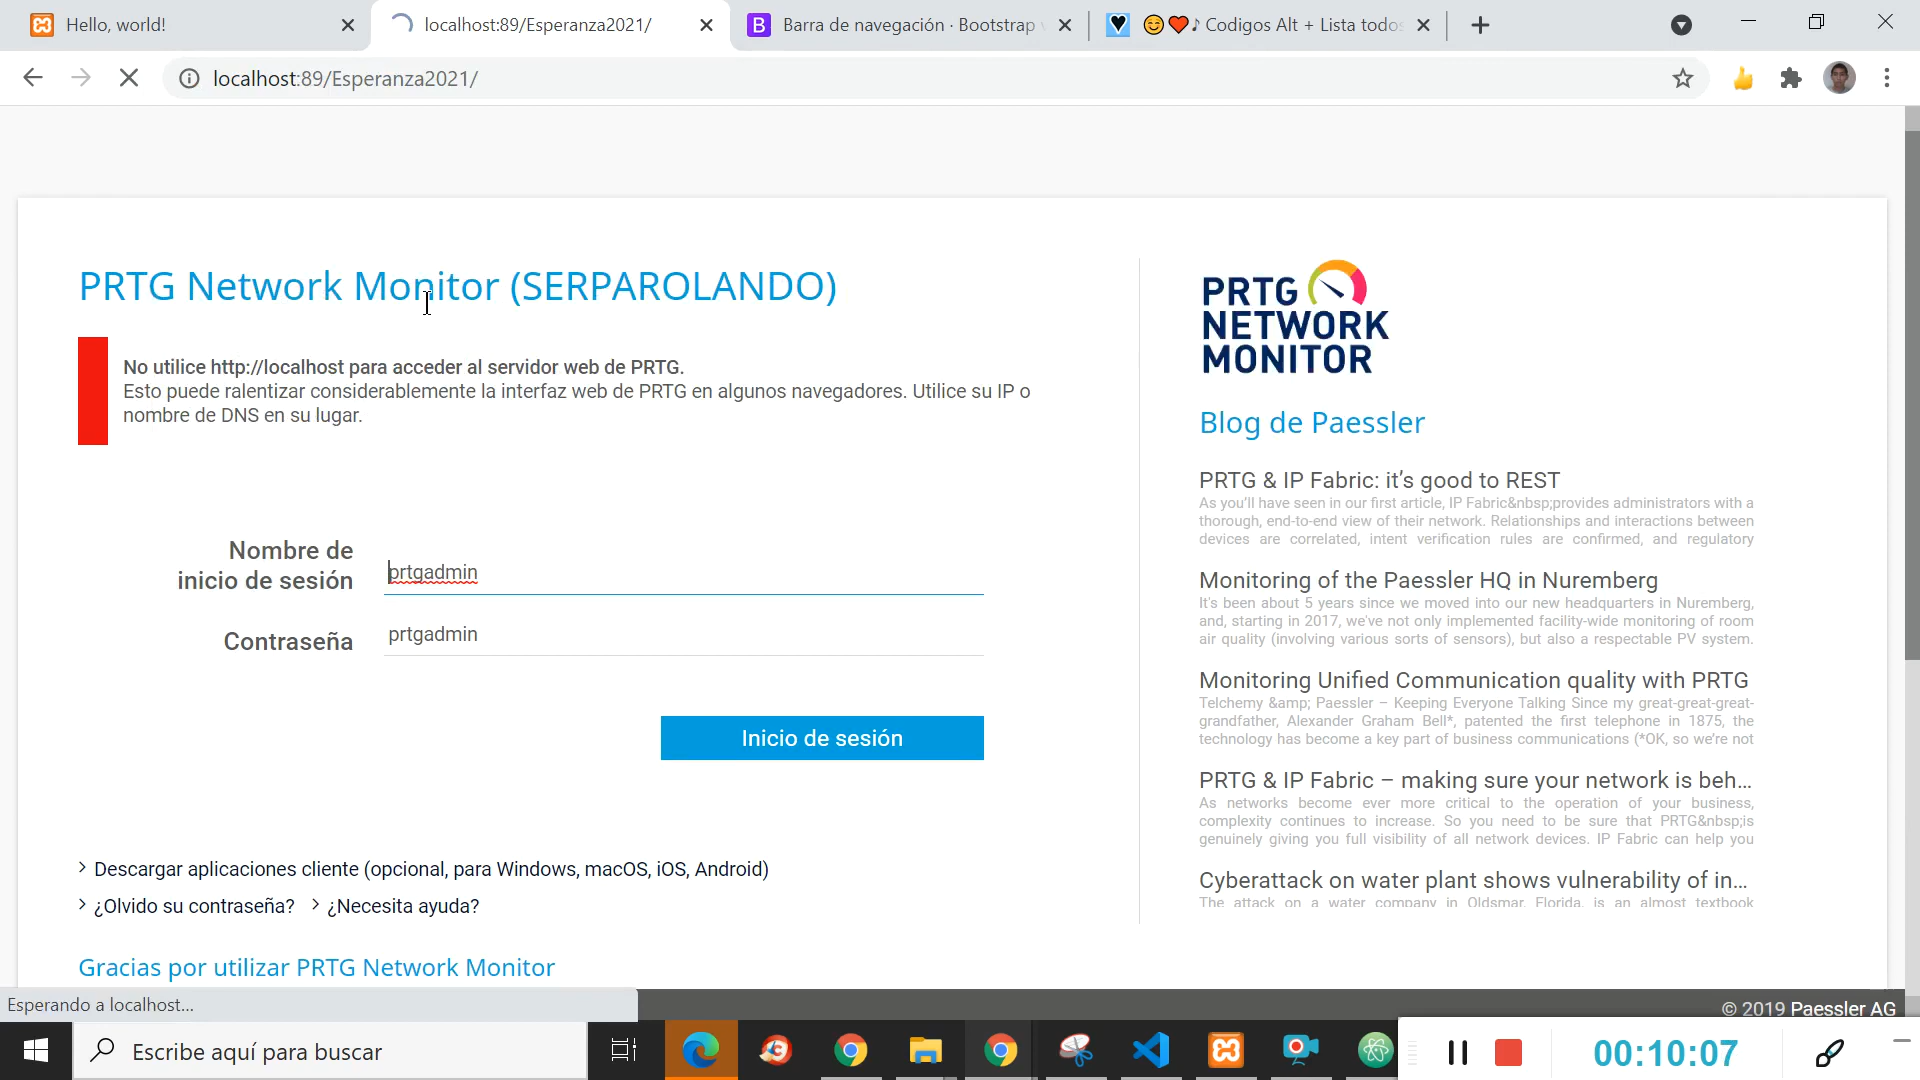 Hello, world!
localhost:89/Esperanza2021/
Barra de navegación · Bootstrap
😊❤♪ Codigos Alt + Lista todos
localhost:89/Esperanza2021/
PRTG Network Monitor (SERPAROLANDO)
No utilice http://localhost para acceder al servidor web de PRTG.
Esto puede ralentizar considerablemente la interfaz web de PRTG en algunos navegadores. Utilice su IP o
nombre de DNS en su lugar.
Nombre de
inicio de sesión
prtgadmin
Contraseña
prtgadmin
Inicio de sesión
> Descargar aplicaciones cliente (opcional, para Windows, macOS, iOS, Android)
> ¿Olvido su contraseña? > ¿Necesita ayuda?
Gracias por utilizar PRTG Network Monitor
PRTG
NETWORK
MONITOR
Blog de Paessler
PRTG & IP Fabric: it’s good to REST
As you’ll have seen in our first article, IP Fabric&nbsp;provides administrators with a
thorough, end-to-end view of their network. Relationships and interactions between
devices are correlated, intent verification rules are confirmed, and regulatory
Monitoring of the Paessler HQ in Nuremberg
It's been about 5 years since we moved into our new headquarters in Nuremberg,
and, starting in 2017, we've not only implemented facility-wide monitoring of room
air quality (involving various sorts of sensors), but also a respectable PV system.
Monitoring Unified Communication quality with PRTG
Telchemy &amp; Paessler – Keeping Everyone Talking Since my great-great-great-
grandfather, Alexander Graham Bell*, patented the first telephone in 1875, the
technology has become a key part of business communications (*OK, so we’re not
PRTG & IP Fabric – making sure your network is beh...
As networks become ever more critical to the operation of your business,
complexity continues to increase. So you need to be sure that PRTG&nbsp;is
genuinely giving you full visibility of all network devices. IP Fabric can help you
Cyberattack on water plant shows vulnerability of in...
The attack on a water company in Oldsmar, Florida, is an almost textbook
Esperando a localhost...
© 2019 Paessler AG
Escribe aquí para buscar
00:10:07